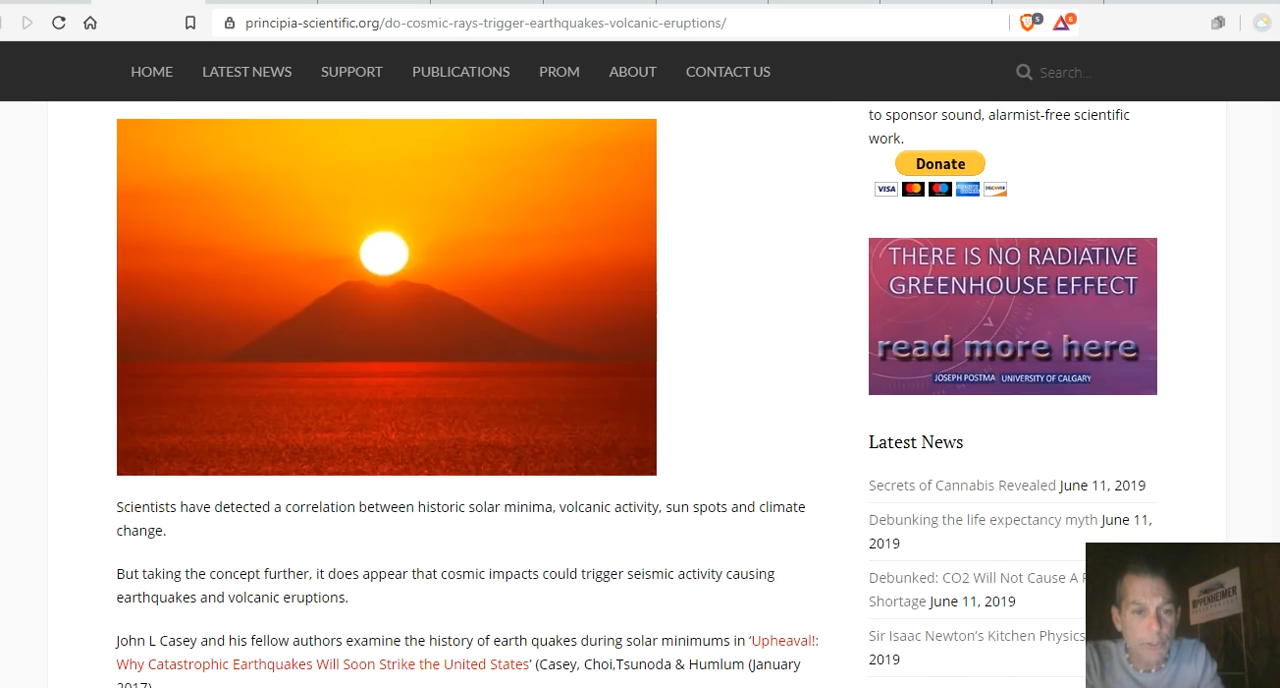 principia-scientific.org/do-cosmic-rays-trigger-earthquakes-volcanic-eruptions/
5
6
HOME LATEST NEWS SUPPORT PUBLICATIONS PROM ABOUT CONTACT US
Search...
to sponsor sound, alarmist-free scientific
work.
Donate
VISA
DISCOVER
THERE IS NO RADIATIVE
GREENHOUSE EFFECT
read more here
JOSEPH POSTMA UNIVERSITY OF CALGARY
Latest News
Secrets of Cannabis Revealed June 11, 2019
Debunking the life expectancy myth June 11,
2019
Debunked: CO2 Will Not Cause A
Shortage June 11, 2019
Sir Isaac Newton's Kitchen Physics
2019
OPPENHEIMER
Scientists have detected a correlation between historic solar minima, volcanic activity, sun spots and climate
change.
But taking the concept further, it does appear that cosmic impacts could trigger seismic activity causing
earthquakes and volcanic eruptions.
John L Casey and his fellow authors examine the history of earth quakes during solar minimums in ‘Upheaval!:
Why Catastrophic Earthquakes Will Soon Strike the United States’ (Casey, Choi,Tsunoda & Humlum (January
2017)